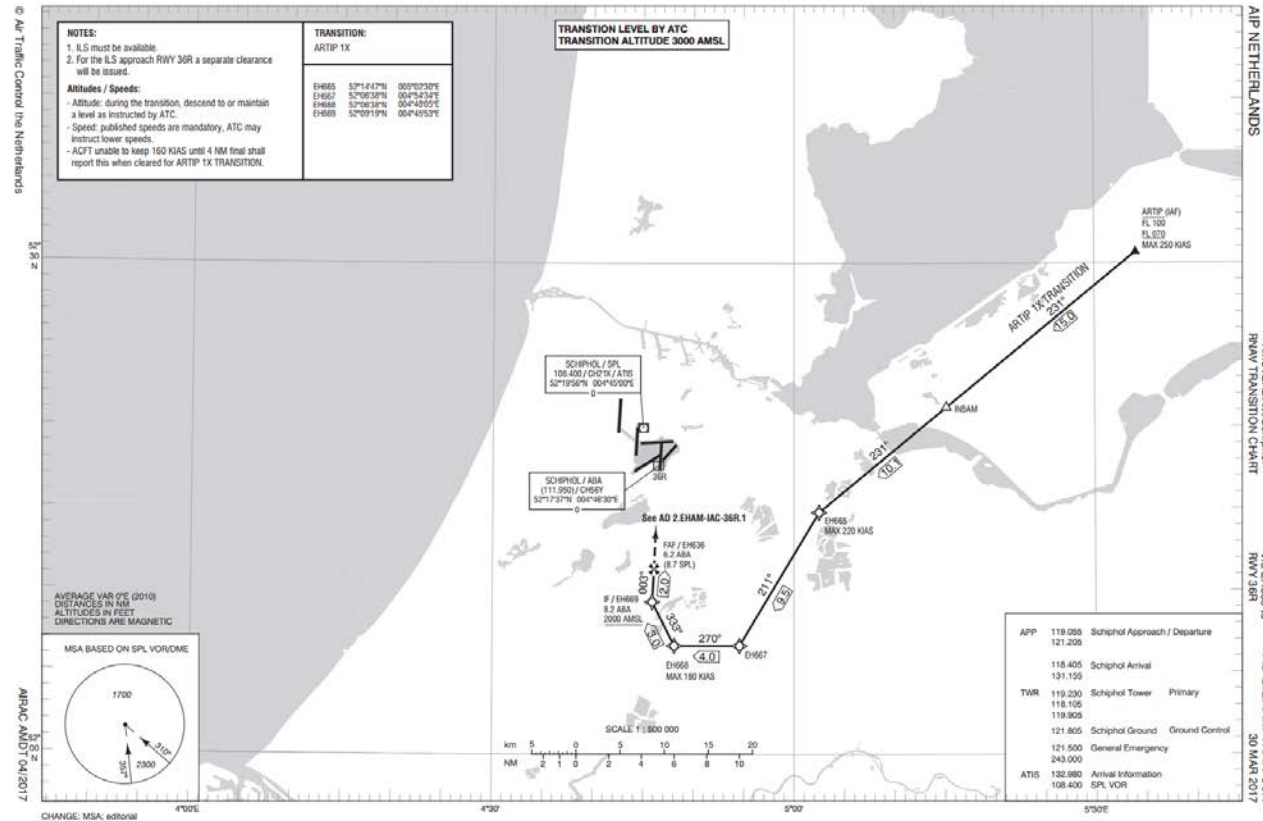 © Air Traffic Control the Netherlands
AIP NETHERLANDS
NOTES:
1. ILS must be available.
2. For the ILS approach RWY 36R a separate clearance
will be issued.
Altitudes / Speeds:
- Altitude: during the transition, descend to or maintain
a level as instructed by ATC.
- Speed: published speeds are mandatory, ATC may
instruct lower speeds.
- ACFT unable to keep 160 KIAS until 4 NM final shall
report this when cleared for ARTIP 1X TRANSITION.
TRANSITION:
ARTIP 1X
EH665 52°14'47"N 005°02'30"E
EH667 52°06'38"N 004°54'34"E
EH668 52°06'38"N 004°48'05"E
EH669 52°09'19"N 004°45'53"E
TRANSTION LEVEL BY ATC
TRANSITION ALTITUDE 3000 AMSL
ARTIP (IAF)
FL 100
FL 070
MAX 250 KIAS
52°
30
N
ARTIP 1X TRANSITION
231°
15.0
RNAV TRANSITION CHART
RWY 36R
30 MAR 2017
SCHIPHOL / SPL
108.400 / CH21X / ATIS
52°19'56"N 004°45'00"E
0
INBAM
231°
10.1
36R
SCHIPHOL / ABA
(111.950) / CH56Y
52°17'37"N 004°46'30"E
0
See AD 2.EHAM-IAC-36R.1
EH665
MAX 220 KIAS
FAF / EH636
6.2 ABA
(8.7 SPL)
003°
2.0
211°
9.5
IF / EH669
8.2 ABA
2000 AMSL
333°
3.0
270°
4.0
EH667
EH668
MAX 180 KIAS
AVERAGE VAR 0°E (2010)
DISTANCES IN NM
ALTITUDES IN FEET
DIRECTIONS ARE MAGNETIC
MSA BASED ON SPL VOR/DME
1700
310°
2300
357°
SCALE 1 : 500 000
km 5 0 5 10 15 20
NM 2 1 0 2 4 6 8 10
APP 119.055 Schiphol Approach / Departure
121.205
118.405 Schiphol Arrival
131.155
TWR 119.230 Schiphol Tower Primary
118.105
119.905
121.805 Schiphol Ground Ground Control
121.500 General Emergency
243.000
ATIS 132.980 Arrival Information
108.400 SPL VOR
52°
00
N
4°00'E
4°30'
5°00'
5°30'E
AIRAC AMDT 04/2017
CHANGE: MSA; editorial